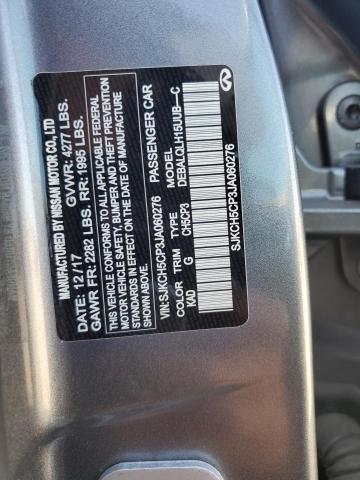 MANUFACTURED BY NISSAN MOTOR CO., LTD
DATE: 12/17 GVWR: 4277 LBS.
GAWR FR: 2282 LBS. RR: 1995 LBS.
THIS VEHICLE CONFORMS TO ALL APPLICABLE FEDERAL
MOTOR VEHICLE SAFETY, BUMPER AND THEFT PREVENTION
STANDARDS IN EFFECT ON THE DATE OF MANUFACTURE
SHOWN ABOVE.
VIN:SJKCH5CP3JA060276 PASSENGER CAR
COLOR TRIM TYPE MODEL
KAD G CH5CP3 DEBALQLH15UUB--C
SJKCH5CP3JA060276